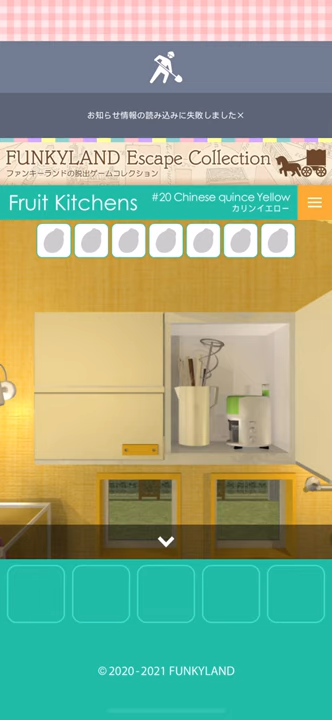 お知らせ情報の読み込みに失敗しました×
FUNKYLAND Escape Collection
ファンキーランドの脱出ゲームコレクション
Fruit Kitchens
#20 Chinese quince Yellow
カリンイエロー
©2020-2021 FUNKYLAND